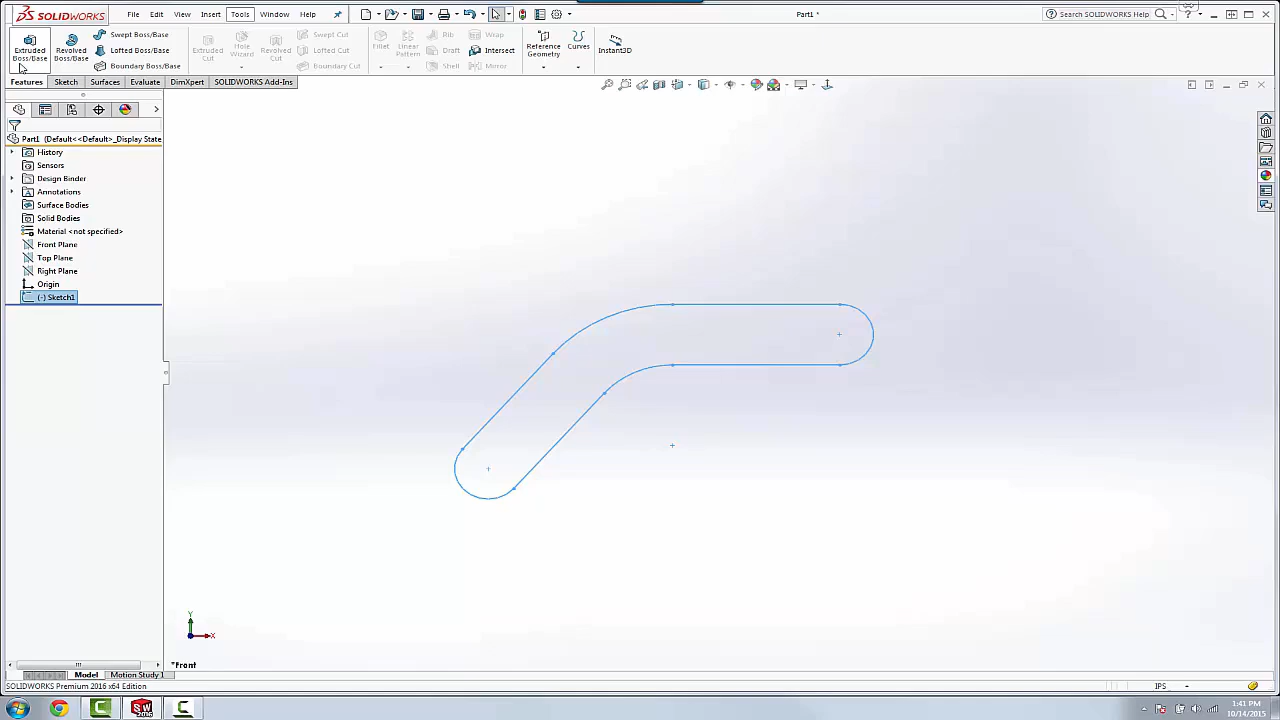 SOLIDWORKS File Edit View Insert Tools Window Help Part1 * Search SOLIDWORKS Help
Extruded Boss/Base Revolved Boss/Base Swept Boss/Base Lofted Boss/Base Boundary Boss/Base Extruded Cut Hole Wizard Revolved Cut Swept Cut Lofted Cut Boundary Cut Fillet Linear Pattern Rib Draft Shell Wrap Intersect Mirror Reference Geometry Curves Instant3D
Features Sketch Surfaces Evaluate DimXpert SOLIDWORKS Add-Ins
Part1 (Default<<Default>_Display State
History
Sensors
Design Binder
Annotations
Surface Bodies
Solid Bodies
Material <not specified>
Front Plane
Top Plane
Right Plane
Origin
(-) Sketch1
Y
X
*Front
Model Motion Study 1
SOLIDWORKS Premium 2016 x64 Edition IPS -
1:41 PM
10/14/2015